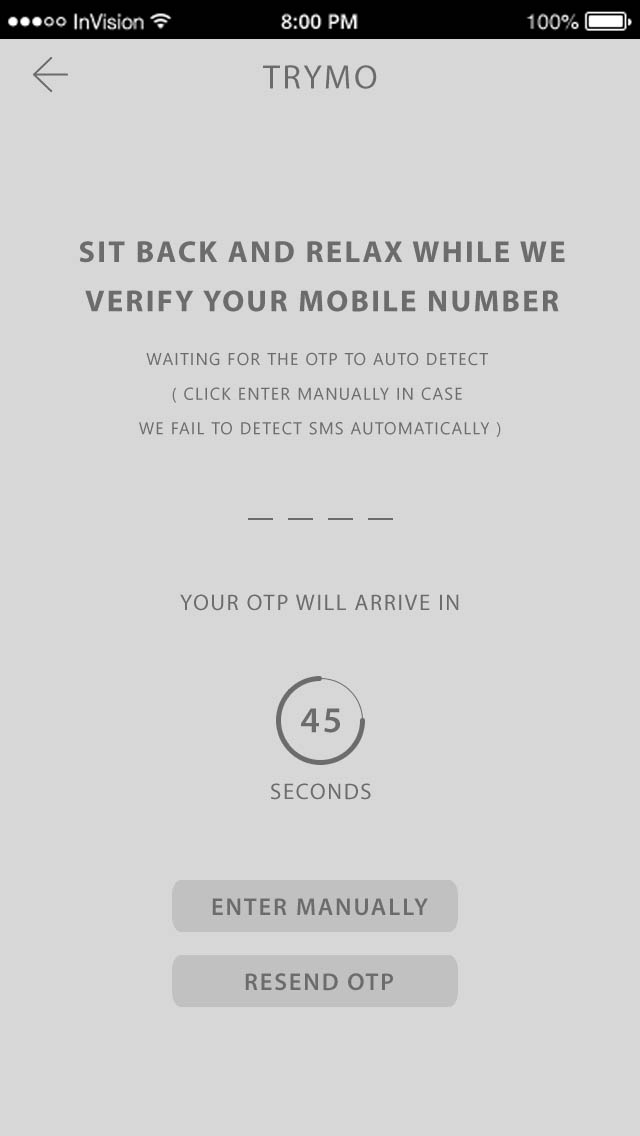 InVision 8:00 PM 100%
TRYMO
SIT BACK AND RELAX WHILE WE
VERIFY YOUR MOBILE NUMBER
WAITING FOR THE OTP TO AUTO DETECT
( CLICK ENTER MANUALLY IN CASE
WE FAIL TO DETECT SMS AUTOMATICALLY )
YOUR OTP WILL ARRIVE IN
45
SECONDS
ENTER MANUALLY
RESEND OTP